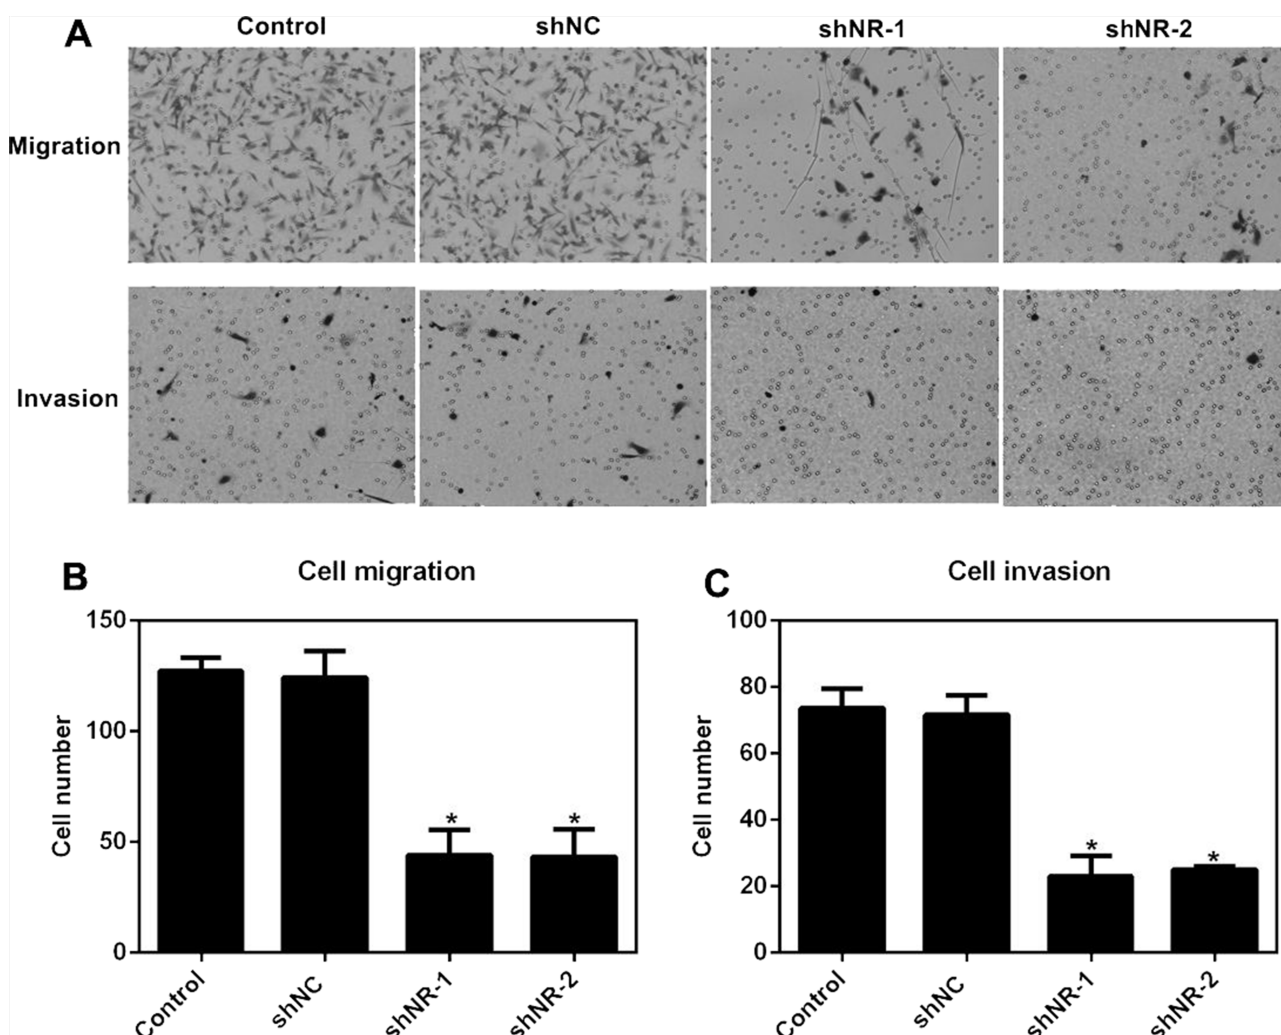 A
Control
shNC
shNR-1
shNR-2
Migration
Invasion
B
Cell migration
Cell number
150
100
50
0
*
*
Control
shNC
shNR-1
shNR-2
C
Cell invasion
Cell number
100
80
60
40
20
0
*
*
Control
shNC
shNR-1
shNR-2